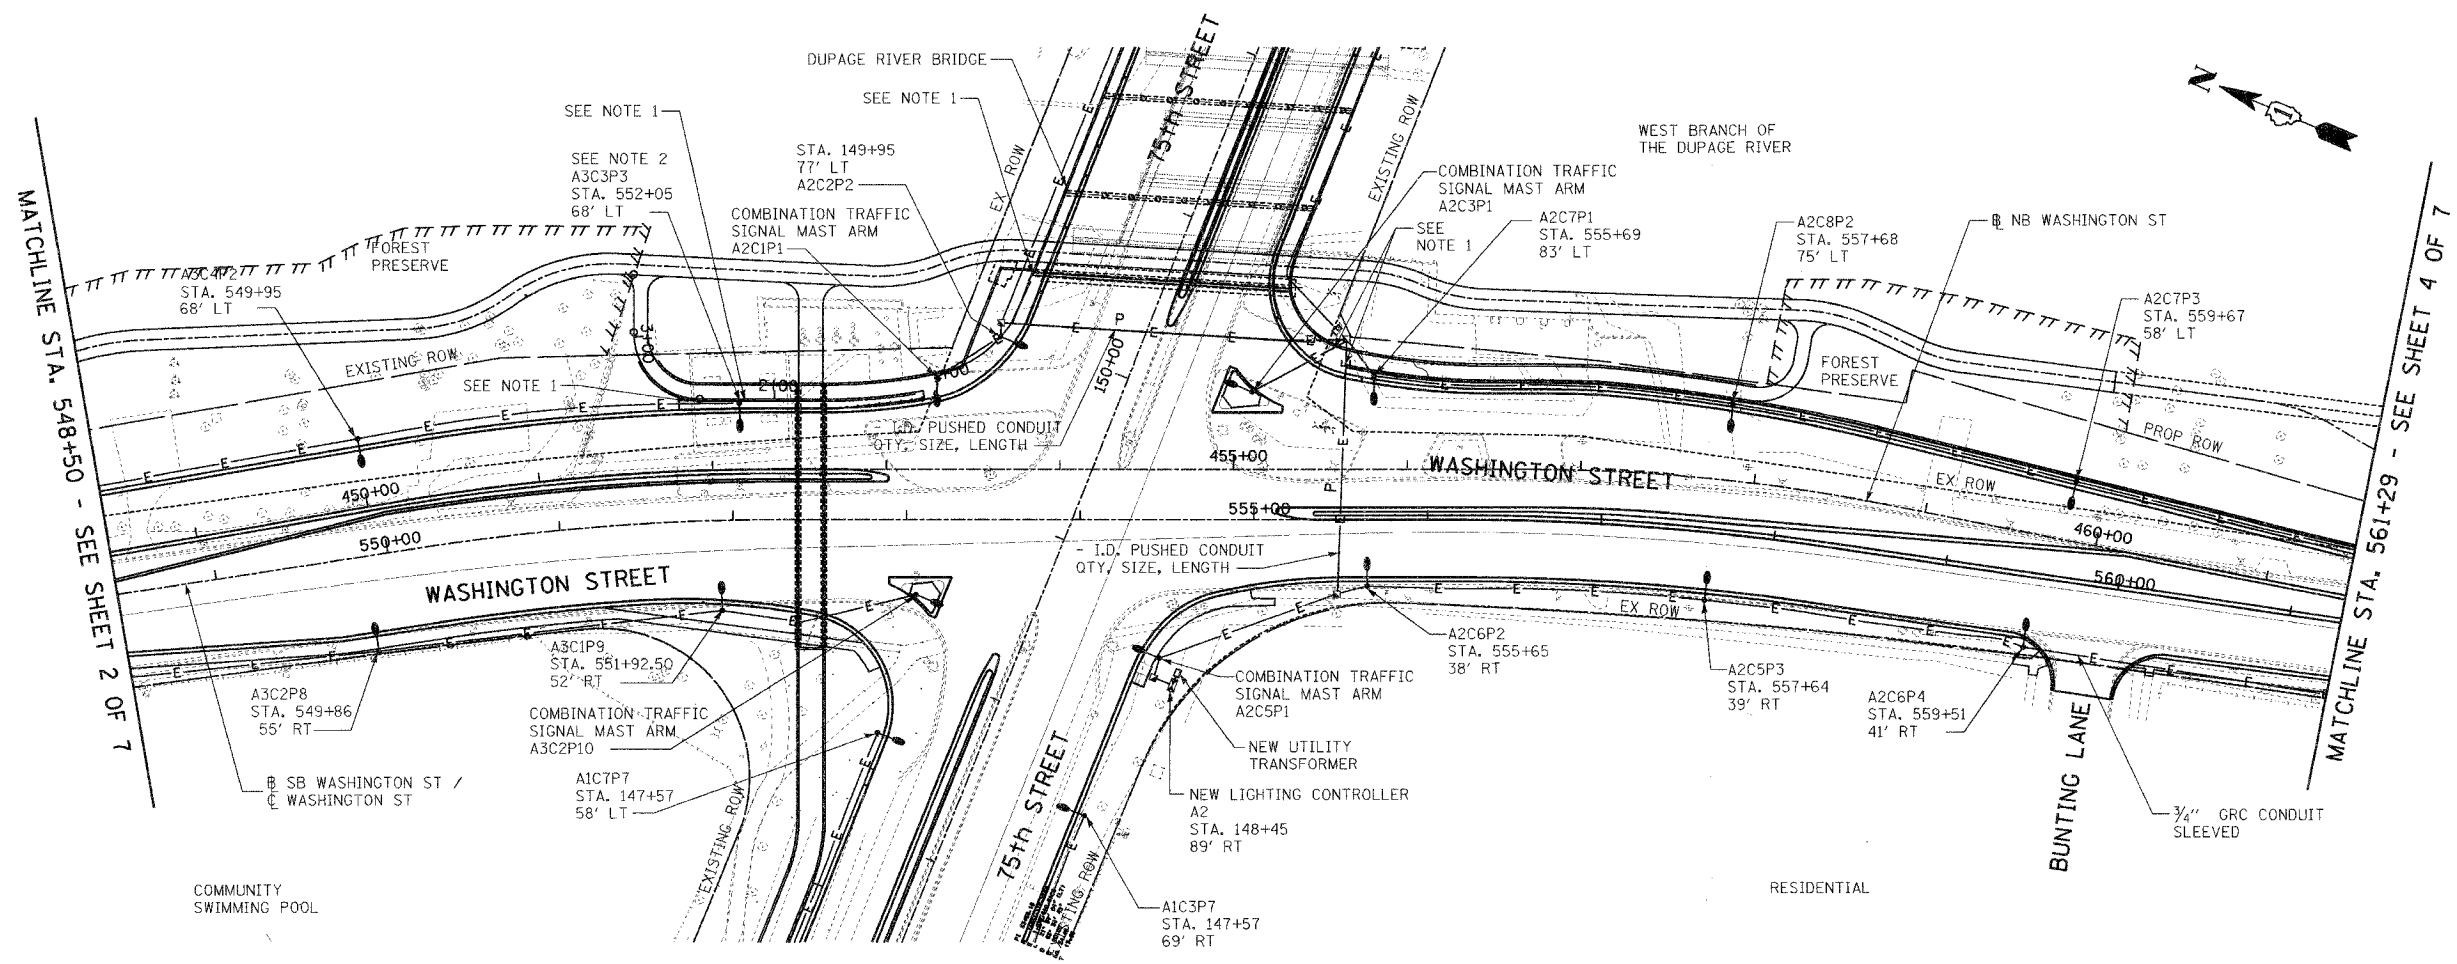 MATCHLINE STA. 548+50 - SEE SHEET 2 OF 7
DUPAGE RIVER BRIDGE
SEE NOTE 1
SEE NOTE 1
SEE NOTE 2
A3C3P3
STA. 552+05
68' LT
STA. 149+95
77' LT
A2C2P2
COMBINATION TRAFFIC
SIGNAL MAST ARM
A2C1P1
EX ROW
75th STREET
EXISTING ROW
WEST BRANCH OF
THE DUPAGE RIVER
N
1
COMBINATION TRAFFIC
SIGNAL MAST ARM
A2C3P1
SEE
NOTE 1
A2C7P1
STA. 555+69
83' LT
A2C8P2
STA. 557+68
75' LT
B NB WASHINGTON ST
A2C7P3
STA. 559+67
58' LT
FOREST
PRESERVE
A3C4P2
STA. 549+95
68' LT
EXISTING ROW
SEE NOTE 1
3+00
2+00
150+00
FOREST
PRESERVE
PROP ROW
EX ROW
I.D. PUSHED CONDUIT
QTY, SIZE, LENGTH
450+00
455+00
WASHINGTON STREET
460+00
550+00
555+00
560+00
- I.D. PUSHED CONDUIT
QTY, SIZE, LENGTH
WASHINGTON STREET
EX ROW
A3C2P8
STA. 549+86
55' RT
A3C1P9
STA. 551+92.50
52' RT
COMBINATION TRAFFIC
SIGNAL MAST ARM
A3C2P10
A1C7P7
STA. 147+57
58' LT
B SB WASHINGTON ST /
C WASHINGTON ST
EXISTING ROW
75th STREET
EXISTING ROW
COMBINATION TRAFFIC
SIGNAL MAST ARM
A2C5P1
NEW UTILITY
TRANSFORMER
NEW LIGHTING CONTROLLER
A2
STA. 148+45
89' RT
A1C3P7
STA. 147+57
69' RT
A2C6P2
STA. 555+65
38' RT
A2C5P3
STA. 557+64
39' RT
A2C6P4
STA. 559+51
41' RT
BUNTING LANE
3/4" GRC CONDUIT
SLEEVED
COMMUNITY
SWIMMING POOL
RESIDENTIAL
MATCHLINE STA. 561+29 - SEE SHEET 4 OF 7